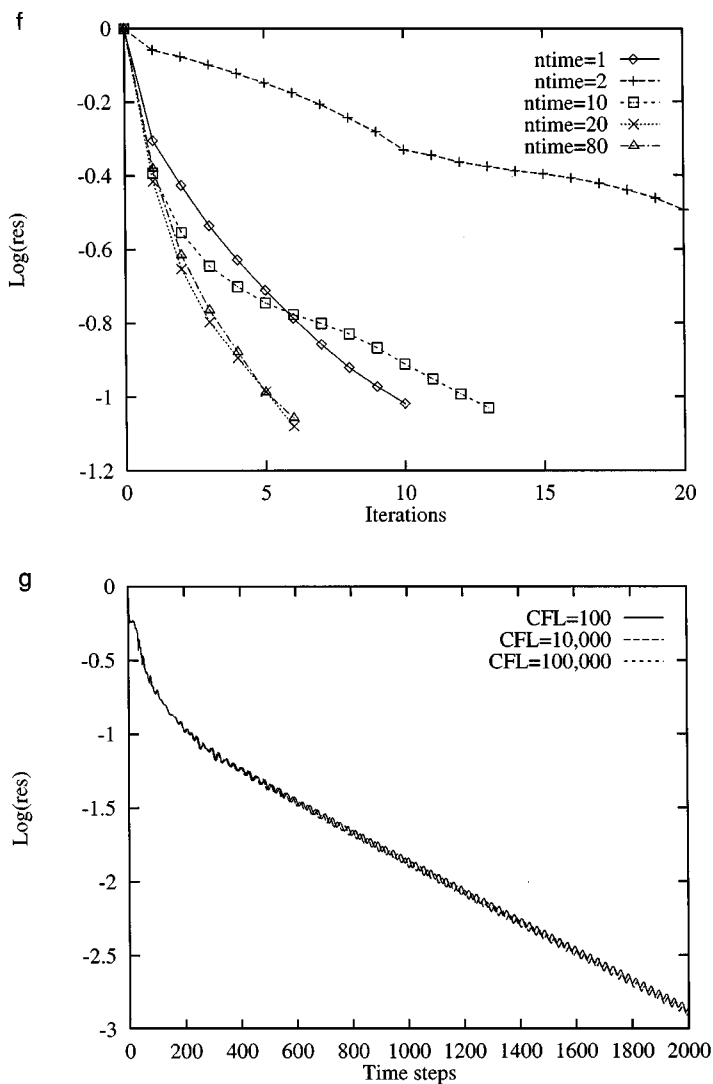 f
-0
-0.2
-0.4
-0.6
-0.8
-1
-1.2
Log(res)
ntime=1
ntime=2
ntime=10
ntime=20
ntime=80
0
5
10
15
20
Iterations
g
0
-0.5
-1
-1.5
-2
-2.5
-3
Log(res)
CFL=100
CFL=10,000
CFL=100,000
0
200
400
600
800
1000
1200
1400
1600
1800
2000
Time steps